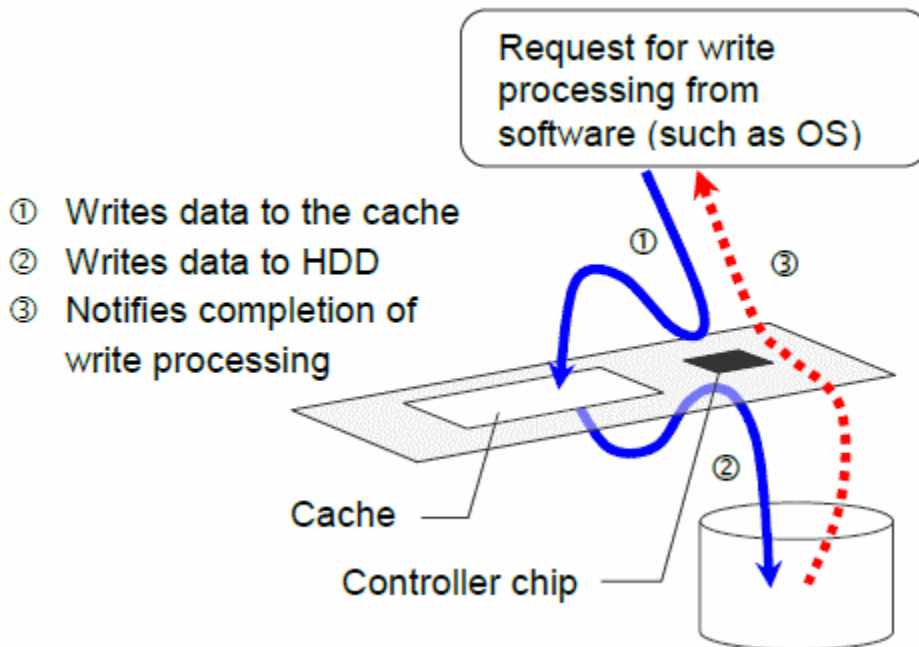 Request for write
processing from
software (such as OS)
① Writes data to the cache
② Writes data to HDD
③ Notifies completion of
write processing
①
③
②
Cache
Controller chip